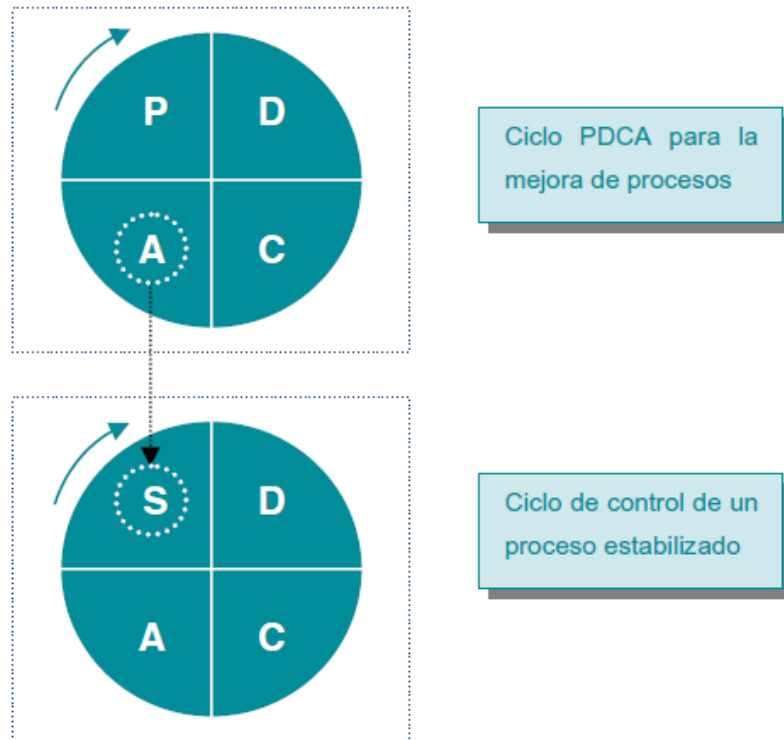 P D
A C
Ciclo PDCA para la
mejora de procesos
S D
A C
Ciclo de control de un
proceso estabilizado